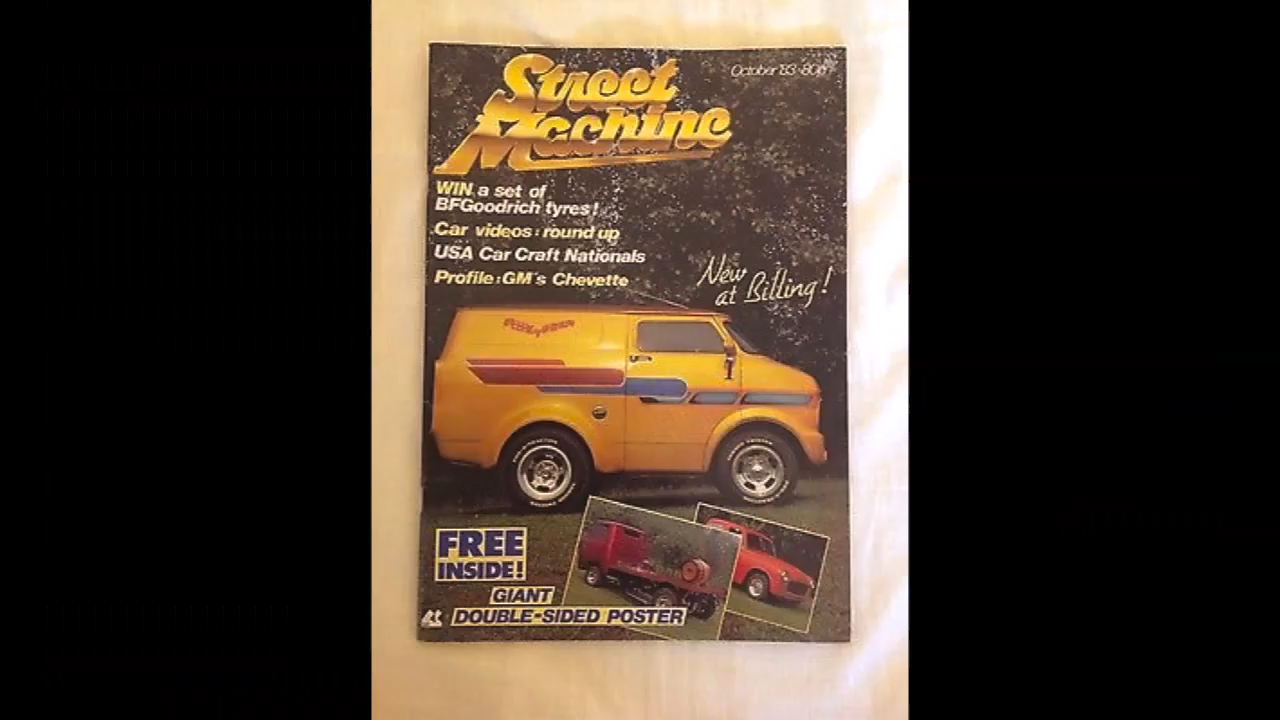 Street
Machine
October '83 · 80p
WIN a set of
BFGoodrich tyres!
Car videos: round up
USA Car Craft Nationals
Profile: GM's Chevette
New
at Billing!
FREE
INSIDE!
GIANT
DOUBLE-SIDED POSTER